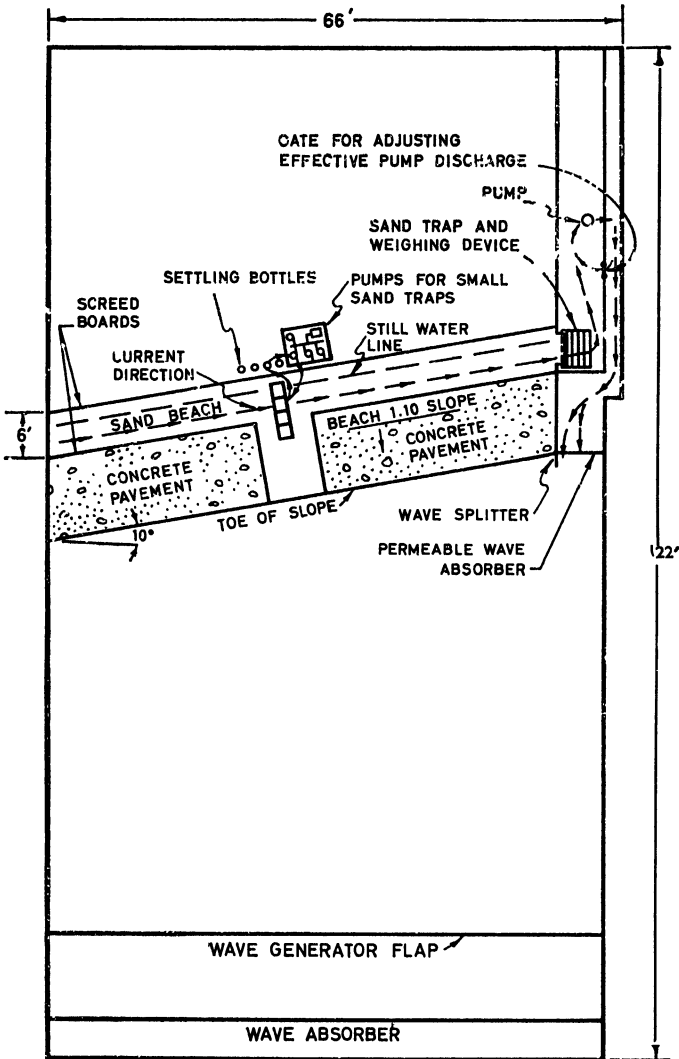 66'
GATE FOR ADJUSTING
EFFECTIVE PUMP DISCHARGE
PUMP
SAND TRAP AND
WEIGHING DEVICE
SETTLING BOTTLES
PUMPS FOR SMALL
SAND TRAPS
SCREED
BOARDS
STILL WATER
LINE
CURRENT
DIRECTION
6'
SAND BEACH
BEACH 1.10 SLOPE
CONCRETE
PAVEMENT
CONCRETE
PAVEMENT
TOE OF SLOPE
10°
WAVE SPLITTER
PERMEABLE WAVE
ABSORBER
122'
WAVE GENERATOR FLAP
WAVE ABSORBER